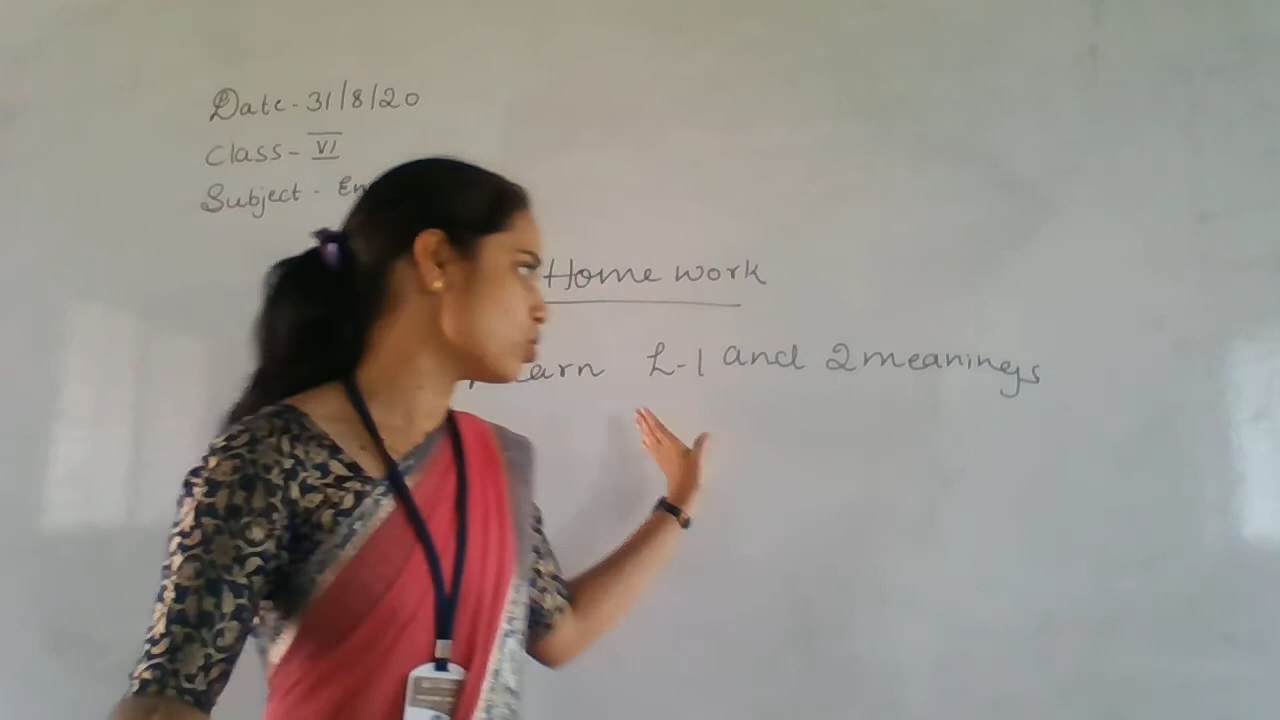 Date - 31/8/20
Class - VI
Subject - En
Home work
earn L-1 and 2 meanings